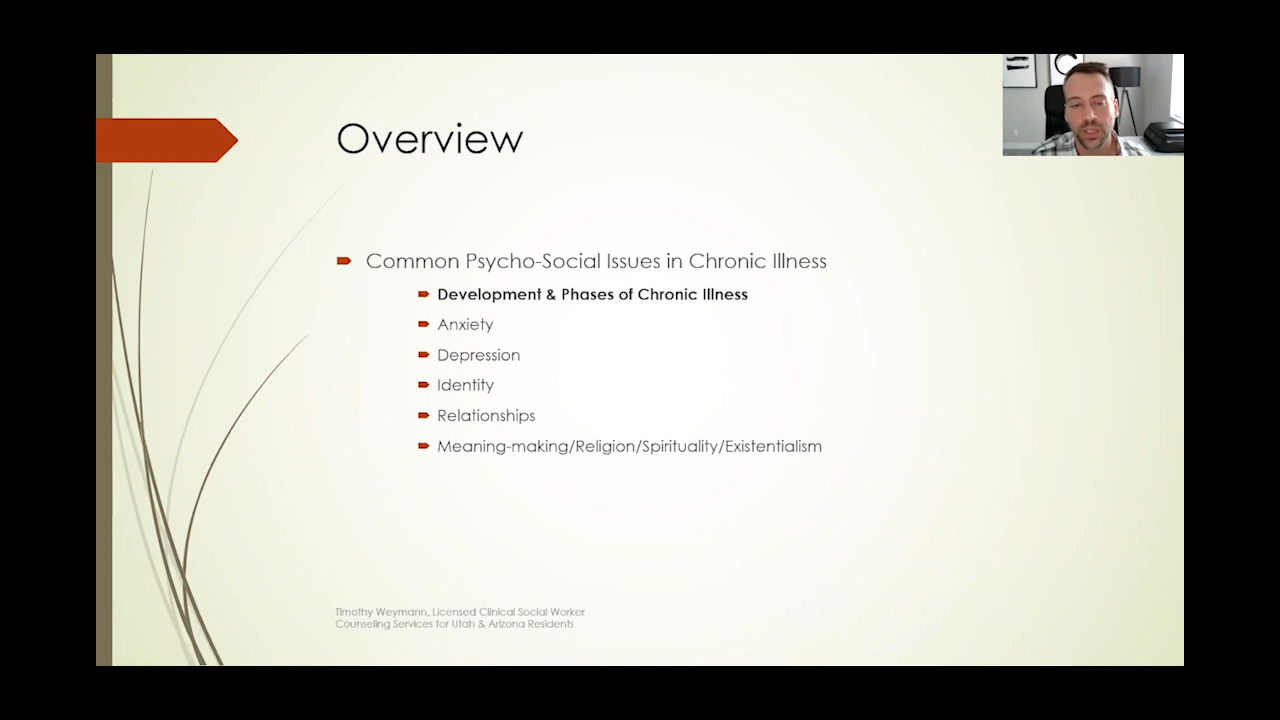 Overview
Common Psycho-Social Issues in Chronic Illness
Development & Phases of Chronic Illness
Anxiety
Depression
Identity
Relationships
Meaning-making/Religion/Spirituality/Existentialism
Timothy Weymann, Licensed Clinical Social Worker
Counseling Services for Utah & Arizona Residents